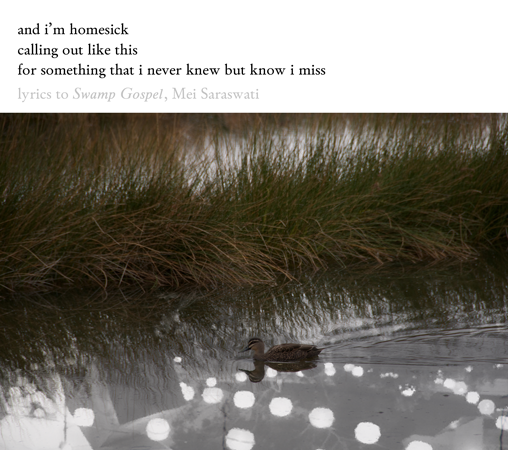 and i’m homesick
calling out like this
for something that i never knew but know i miss
lyrics to Swamp Gospel, Mei Saraswati